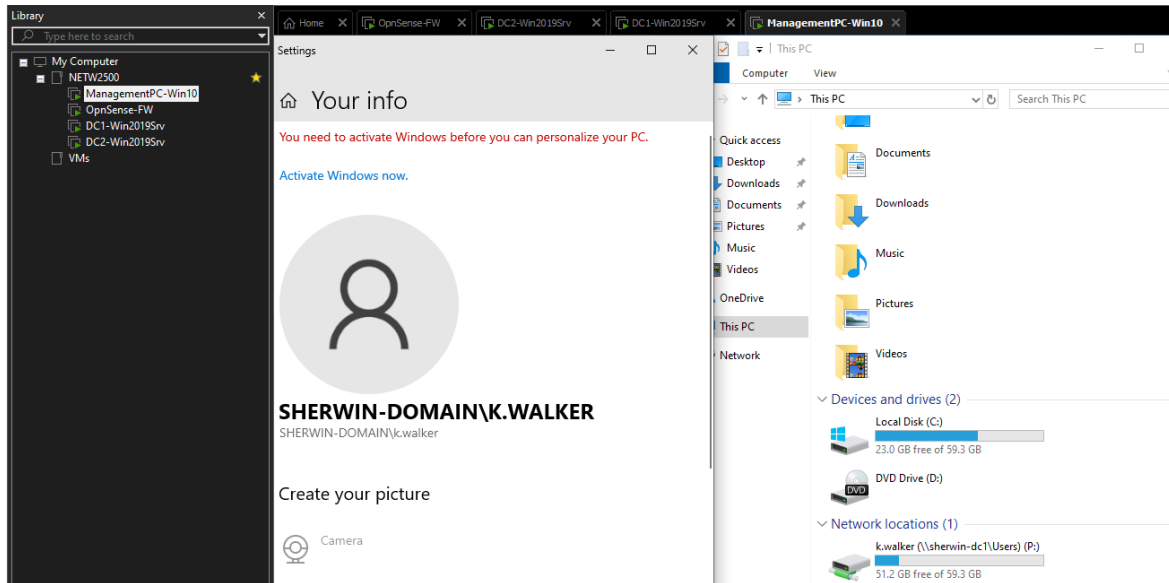 Library
Type here to search
My Computer
NETW2500
ManagementPC-Win10
OpnSense-FW
DC1-Win2019Srv
DC2-Win2019Srv
VMs
Home
OpnSense-FW
DC2-Win2019Srv
DC1-Win2019Srv
ManagementPC-Win10
Settings
Your info
You need to activate Windows before you can personalize your PC.
Activate Windows now.
SHERWIN-DOMAIN\K.WALKER
SHERWIN-DOMAIN\k.walker
Create your picture
Camera
This PC
Computer View
This PC
Search This PC
Quick access
Desktop
Downloads
Documents
Pictures
Music
Videos
OneDrive
This PC
Network
Documents
Downloads
Music
Pictures
Videos
Devices and drives (2)
Local Disk (C:)
23.0 GB free of 59.3 GB
DVD Drive (D:)
DVD
Network locations (1)
k.walker (\\sherwin-dc1\Users) (P:)
51.2 GB free of 59.3 GB